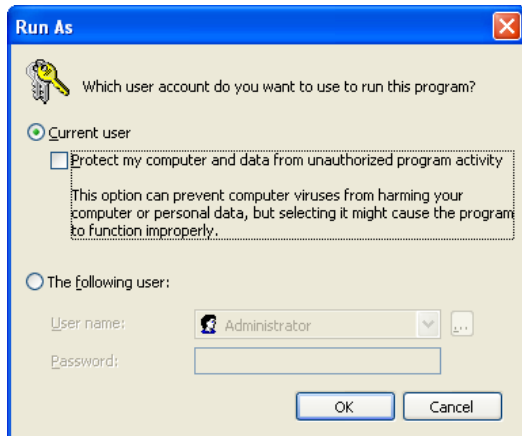 Run As
Which user account do you want to use to run this program?
Current user
Protect my computer and data from unauthorized program activity
This option can prevent computer viruses from harming your
computer or personal data, but selecting it might cause the program
to function improperly.
The following user:
User name:
Administrator
...
Password:
OK
Cancel